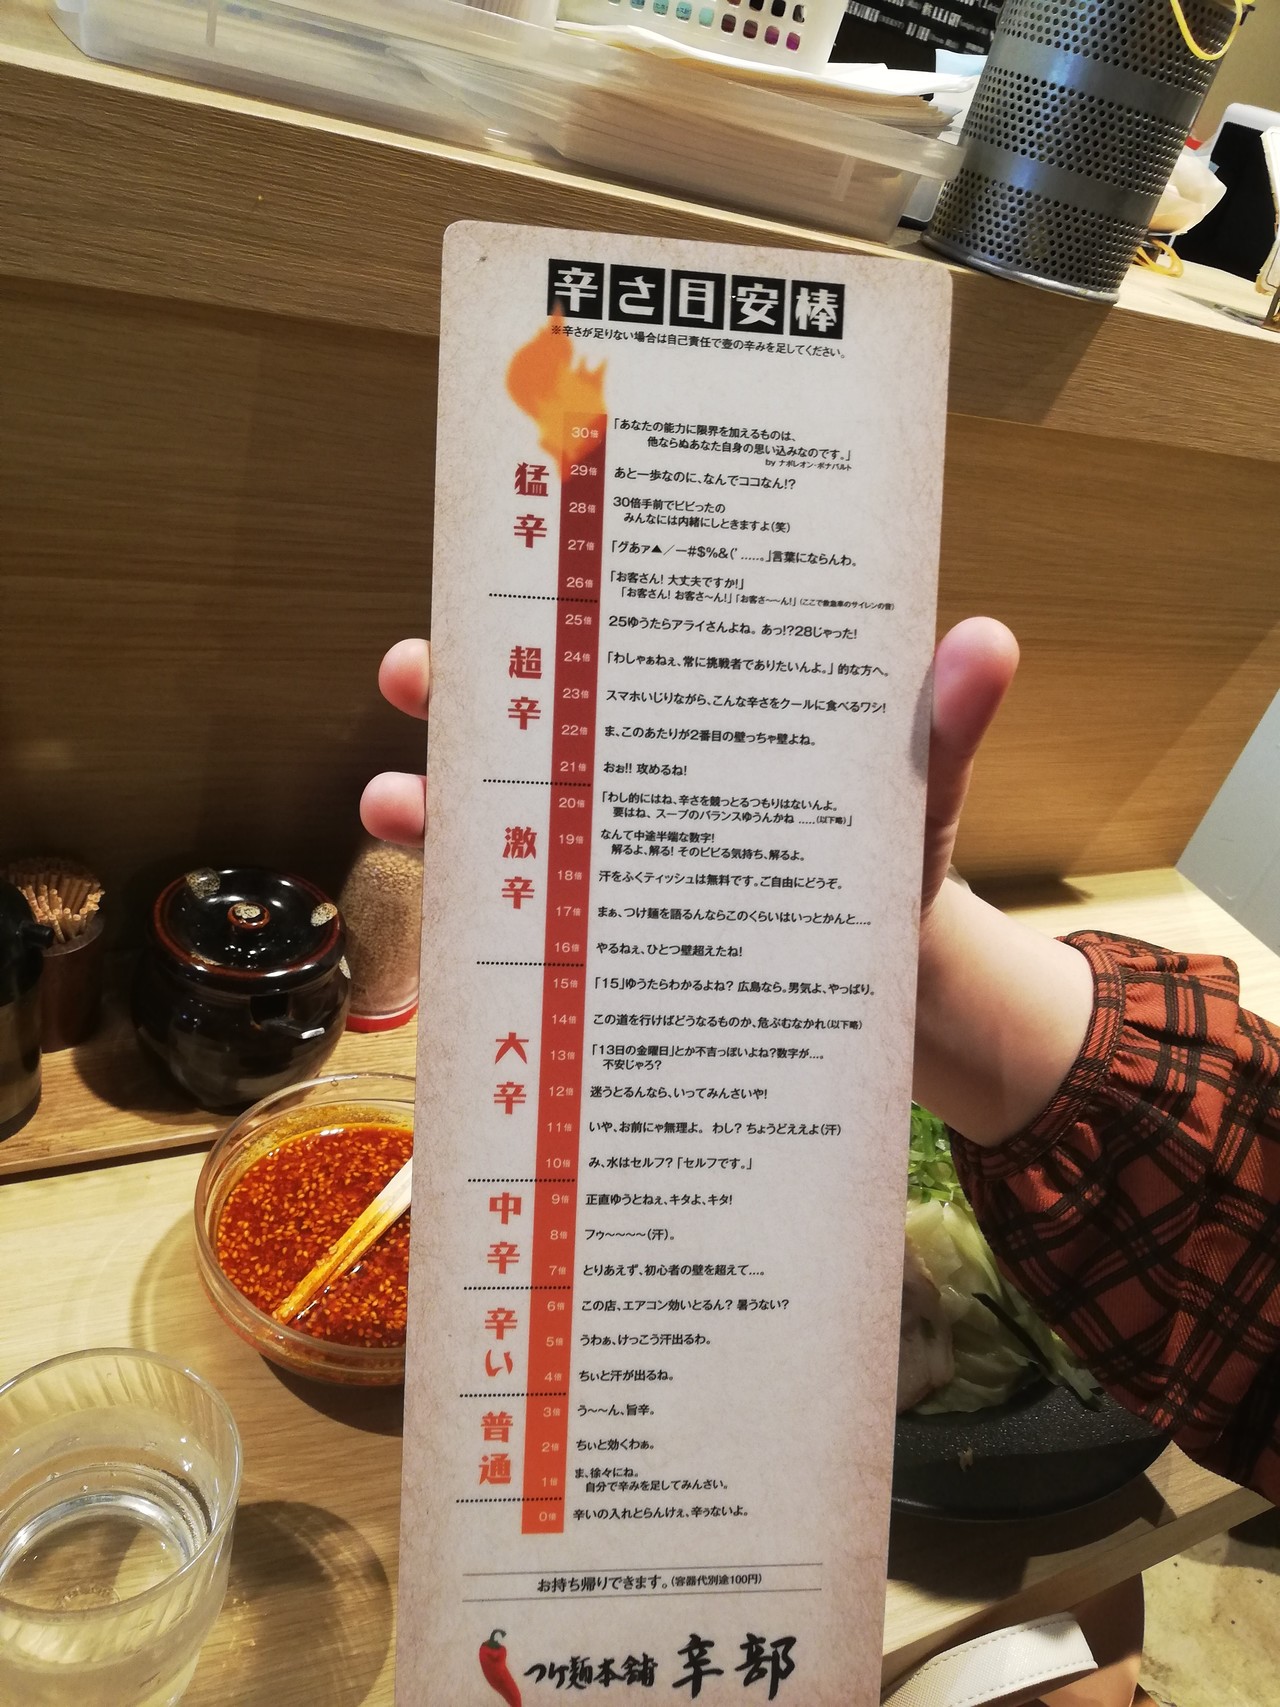 辛さ目安棒
※辛さが足りない場合は自己責任で壺の辛みを足してください。
猛辛
30倍 「あなたの能力に限界を加えるものは、
他ならぬあなた自身の思い込みなのです。」
by ナポレオン・ボナパルト
29倍 あと一歩なのに、なんでココなん!?
28倍 30倍手前でビビったの
みんなには内緒にしときますよ(笑)
27倍 「グあァ▲／ー#$%&(' ……。」言葉にならんわ。
26倍 「お客さん! 大丈夫ですか!」
「お客さん! お客さ〜ん!」「お客さ〜〜ん!」(ここで救急車のサイレンの音)
超辛
25倍 25ゆうたらアライさんよね。あっ!?28じゃった!
24倍 「わしゃぁねぇ、常に挑戦者でありたいんよ。」的な方へ。
23倍 スマホいじりながら、こんな辛さをクールに食べるワシ!
22倍 ま、このあたりが2番目の壁っちゃ壁よね。
21倍 おぉ!! 攻めるね!
激辛
20倍 「わし的にはね、辛さを競っとるつもりはないんよ。
要はね、スープのバランスゆうんかね ……(以下略)」
19倍 なんて中途半端な数字!
解るよ、解る! そのビビる気持ち、解るよ。
18倍 汗をふくティッシュは無料です。ご自由にどうぞ。
17倍 まぁ、つけ麺を語るんならこのくらいはいっとかんと…。
16倍 やるねぇ、ひとつ壁超えたね!
大辛
15倍 「15」ゆうたらわかるよね? 広島なら。男気よ、やっぱり。
14倍 この道を行けばどうなるものか、危ぶむなかれ(以下略)
13倍 「13日の金曜日」とか不吉っぽいよね?数字が…。
不安じゃろ?
12倍 迷うとるんなら、いってみんさいや!
11倍 いや、お前にゃ無理よ。 わし? ちょうどええよ(汗)
10倍 み、水はセルフ? 「セルフです。」
中辛
9倍 正直ゆうとねぇ、キタよ、キタ!
8倍 フゥ〜〜〜〜(汗)。
7倍 とりあえず、初心者の壁を超えて…。
辛い
6倍 この店、エアコン効いとるん? 暑うない?
5倍 うわぁ、けっこう汗出るわ。
4倍 ちぃと汗が出るね。
普通
3倍 う〜〜ん、旨辛。
2倍 ちぃと効くわぁ。
1倍 ま、徐々にね。
自分で辛みを足してみんさい。
0倍 辛いの入れとらんけぇ、辛ぅないよ。
お持ち帰りできます。(容器代別途100円)
つけ麺本舗 辛部